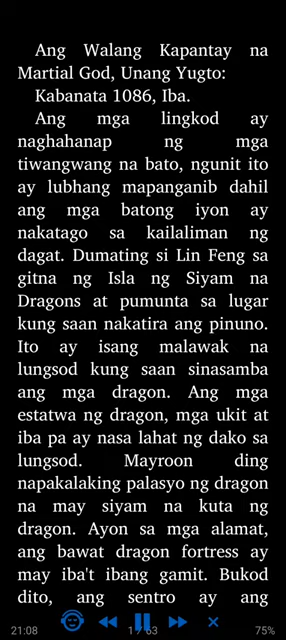 Ang Walang Kapantay na
Martial God, Unang Yugto:
Kabanata 1086, Iba.
Ang mga lingkod ay
naghahanap ng mga
tiwangwang na bato, ngunit ito
ay lubhang mapanganib dahil
ang mga batong iyon ay
nakatago sa kailaliman ng
dagat. Dumating si Lin Feng sa
gitna ng Isla ng Siyam na
Dragons at pumunta sa lugar
kung saan nakatira ang pinuno.
Ito ay isang malawak na
lungsod kung saan sinasamba
ang mga dragon. Ang mga
estatwa ng dragon, mga ukit at
iba pa ay nasa lahat ng dako sa
lungsod. Mayroon ding
napakalaking palasyo ng dragon
na may siyam na kuta ng
dragon. Ayon sa mga alamat,
ang bawat dragon fortress ay
may iba't ibang gamit. Bukod
dito, ang sentro ay ang
21:08 1 / 63 75%